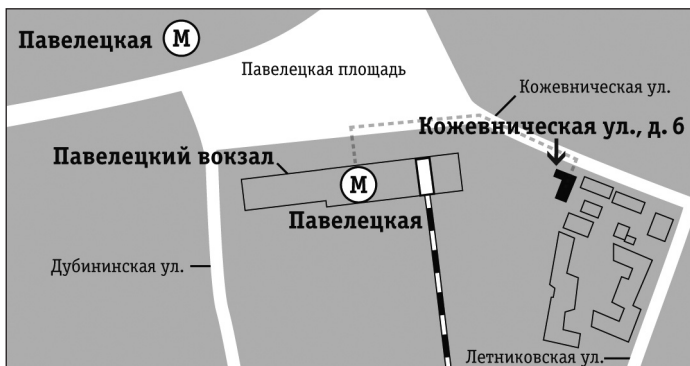 Павелецкая М
Павелецкая площадь
Кожевническая ул.
Кожевническая ул., д. 6
Павелецкий вокзал
М
Павелецкая
Дубининская ул.
Летниковская ул.